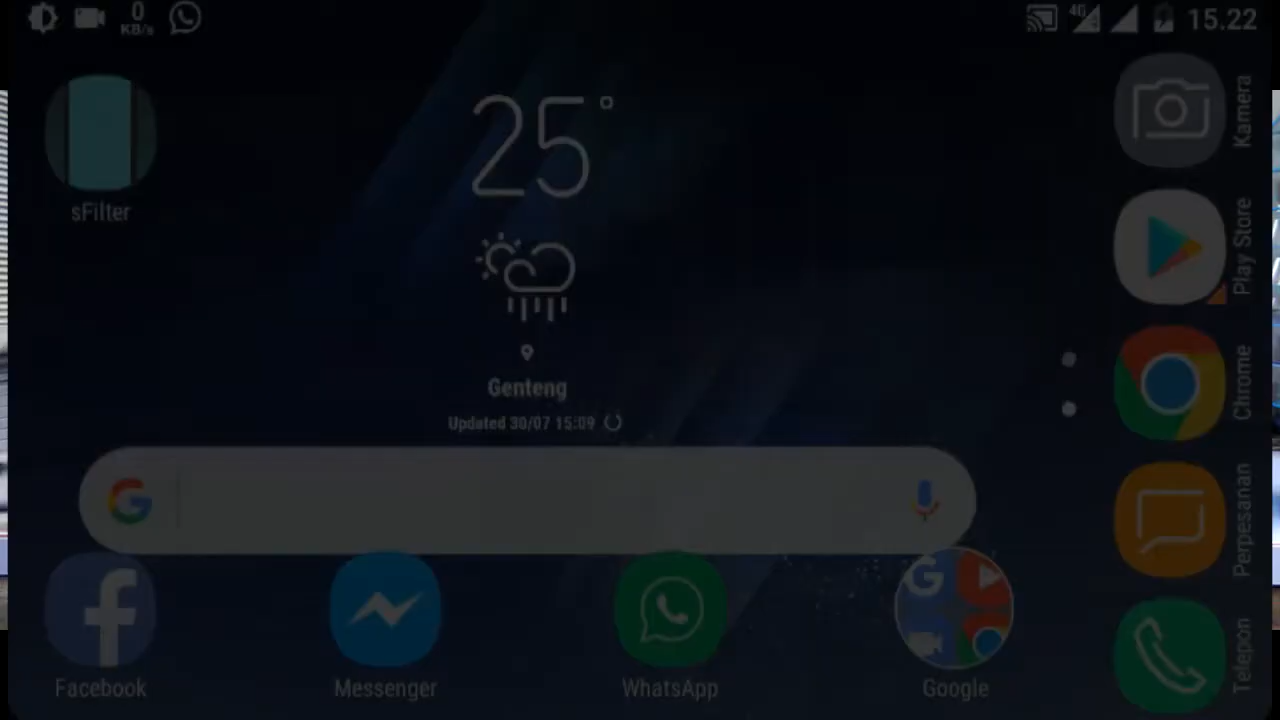 0
KB/s
4G
15.22
sFilter
25°
Genteng
Updated 30/07 15:09
Facebook
Messenger
WhatsApp
Google
Kamera
Play Store
Chrome
Perpesanan
Telepon